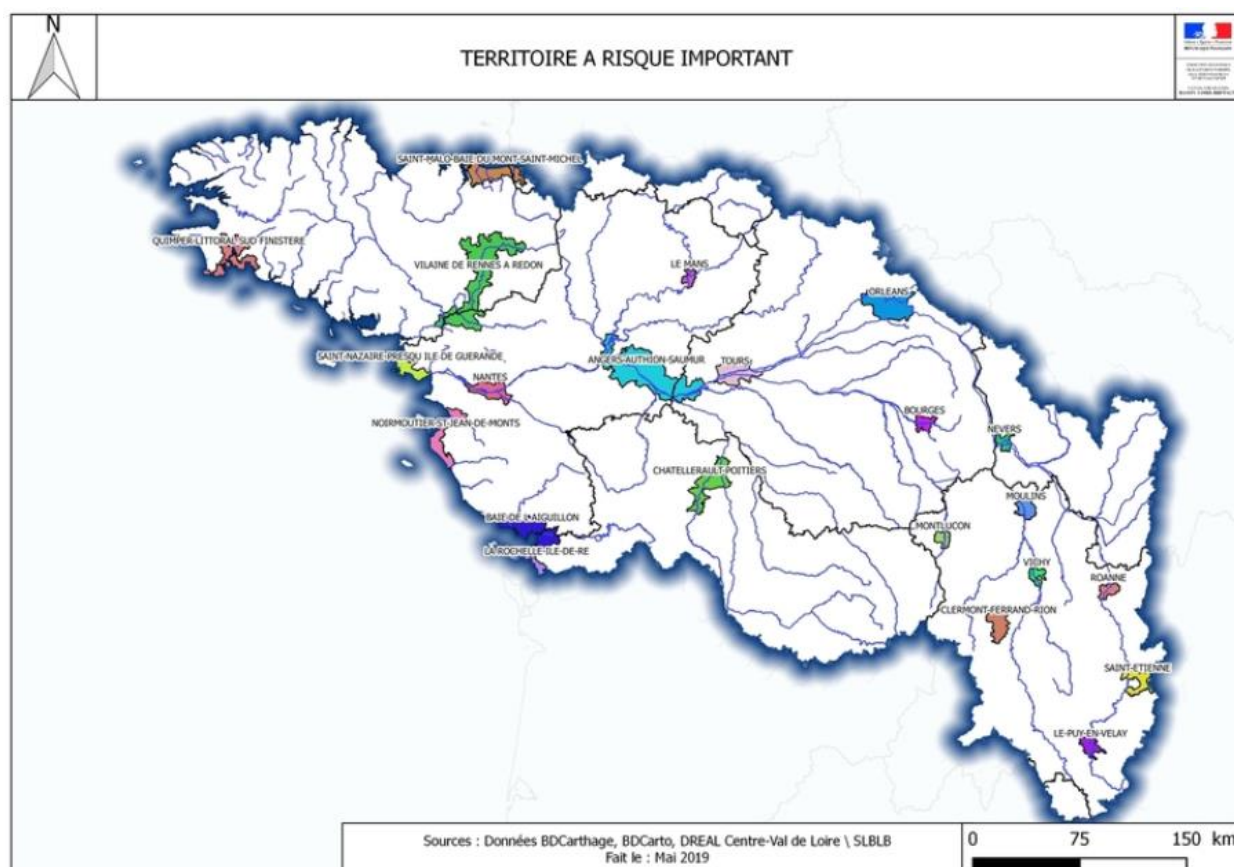 N
TERRITOIRE A RISQUE IMPORTANT
SAINT-MALO-BAIE DU MONT-SAINT-MICHEL
QUIMPER-LITTORAL SUD FINISTERE
VILAINE DE RENNES A REDON
LE MANS
ORLEANS
SAINT-NAZAIRE-PRESQU ILE DE GUERANDE
ANGERS-AUTHION-SAUMUR
TOURS
NANTES
BOURGES
NOIRMOUTIER-ST-JEAN-DE-MONTS
NEVERS
CHATELLERAULT-POITIERS
MOULINS
BAIE-DE L AIGUILLON
MONTLUCON
LA ROCHELLE-ILE-DE-RE
VICHY
ROANNE
CLERMONT-FERRAND-RION
SAINT-ETIENNE
LE-PUY-EN-VELAY
Sources : Données BDCarthage, BDCarto, DREAL Centre-Val de Loire \ SLBLB
Fait le : Mai 2019
0 75 150 km